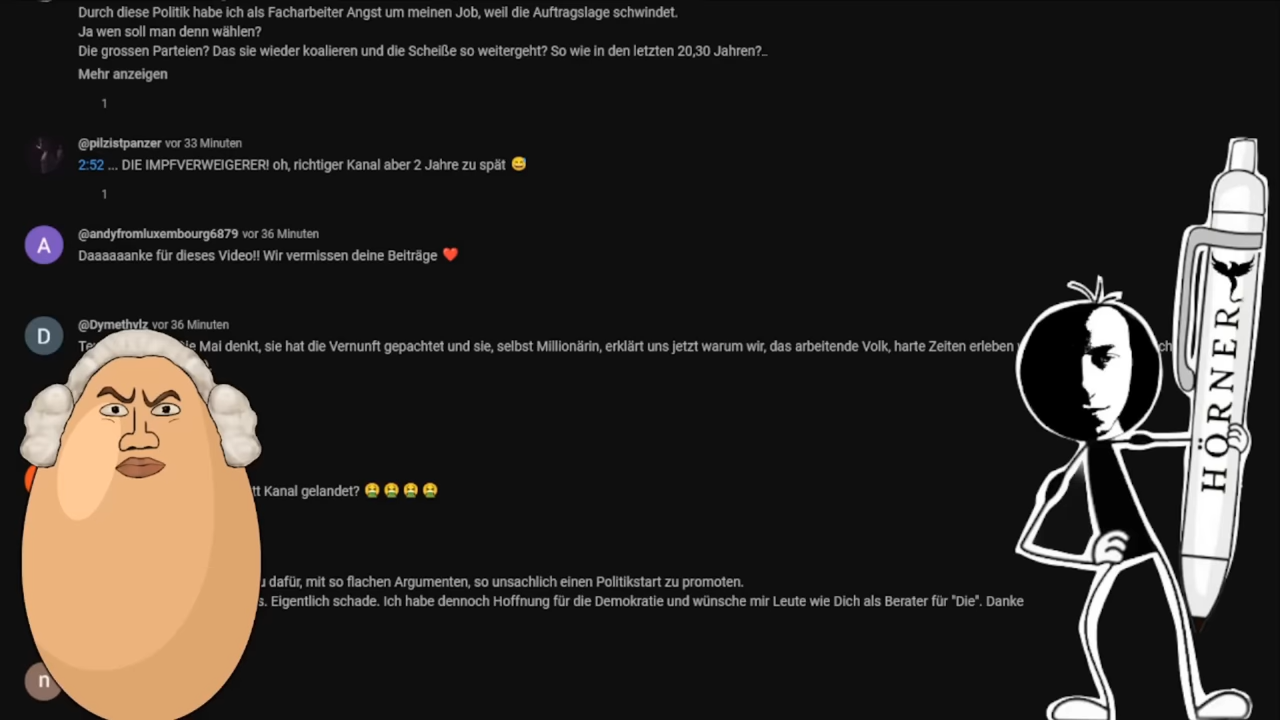 Durch diese Politik habe ich als Facharbeiter Angst um meinen Job, weil die Auftragslage schwindet.
Ja wen soll man denn wählen?
Die grossen Parteien? Das sie wieder koalieren und die Scheiße so weitergeht? So wie in den letzten 20,30 Jahren?..
Mehr anzeigen
1
@pilzistpanzer vor 33 Minuten
2:52 ... DIE IMPFVERWEIGERER! oh, richtiger Kanal aber 2 Jahre zu spät 😅
1
A
@andyfromluxembourg6879 vor 36 Minuten
Daaaaaanke für dieses Video!! Wir vermissen deine Beiträge ❤️
D
@Dymethylz vor 36 Minuten
Mai denkt, sie hat die Vernunft gepachtet und sie, selbst Millionärin, erklärt uns jetzt warum wir, das arbeitende Volk, harte Zeiten erleben
Kanal gelandet? 🤮🤮🤮🤮
dafür, mit so flachen Argumenten, so unsachlich einen Politikstart zu promoten.
Eigentlich schade. Ich habe dennoch Hoffnung für die Demokratie und wünsche mir Leute wie Dich als Berater für "Die". Danke
n
HÖRNER